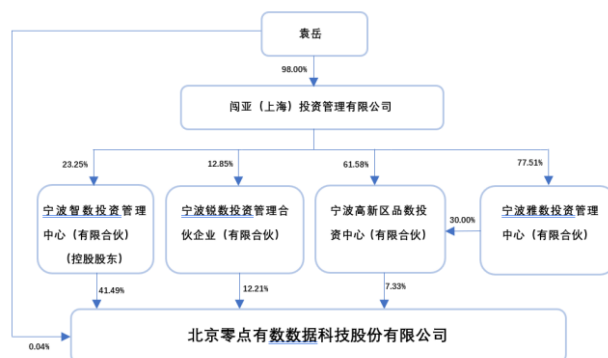 袁岳
98.00%
闯亚（上海）投资管理有限公司
23.25%
12.85%
61.58%
77.51%
宁波智数投资管理
中心（有限合伙）
（控股股东）
宁波锐数投资管理合
伙企业（有限合伙）
宁波高新区品数投
资中心（有限合伙）
30.00%
宁波雅数投资管理
中心（有限合伙）
41.49%
12.21%
7.33%
0.04%
北京零点有数数据科技股份有限公司